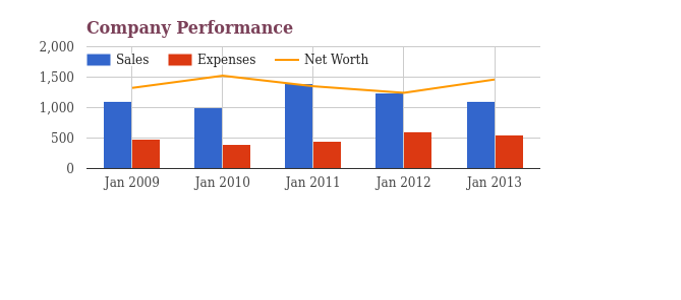 Company Performance
2,000
Sales Expenses Net Worth
1,500
1,000
500
0
Jan 2009 Jan 2010 Jan 2011 Jan 2012 Jan 2013